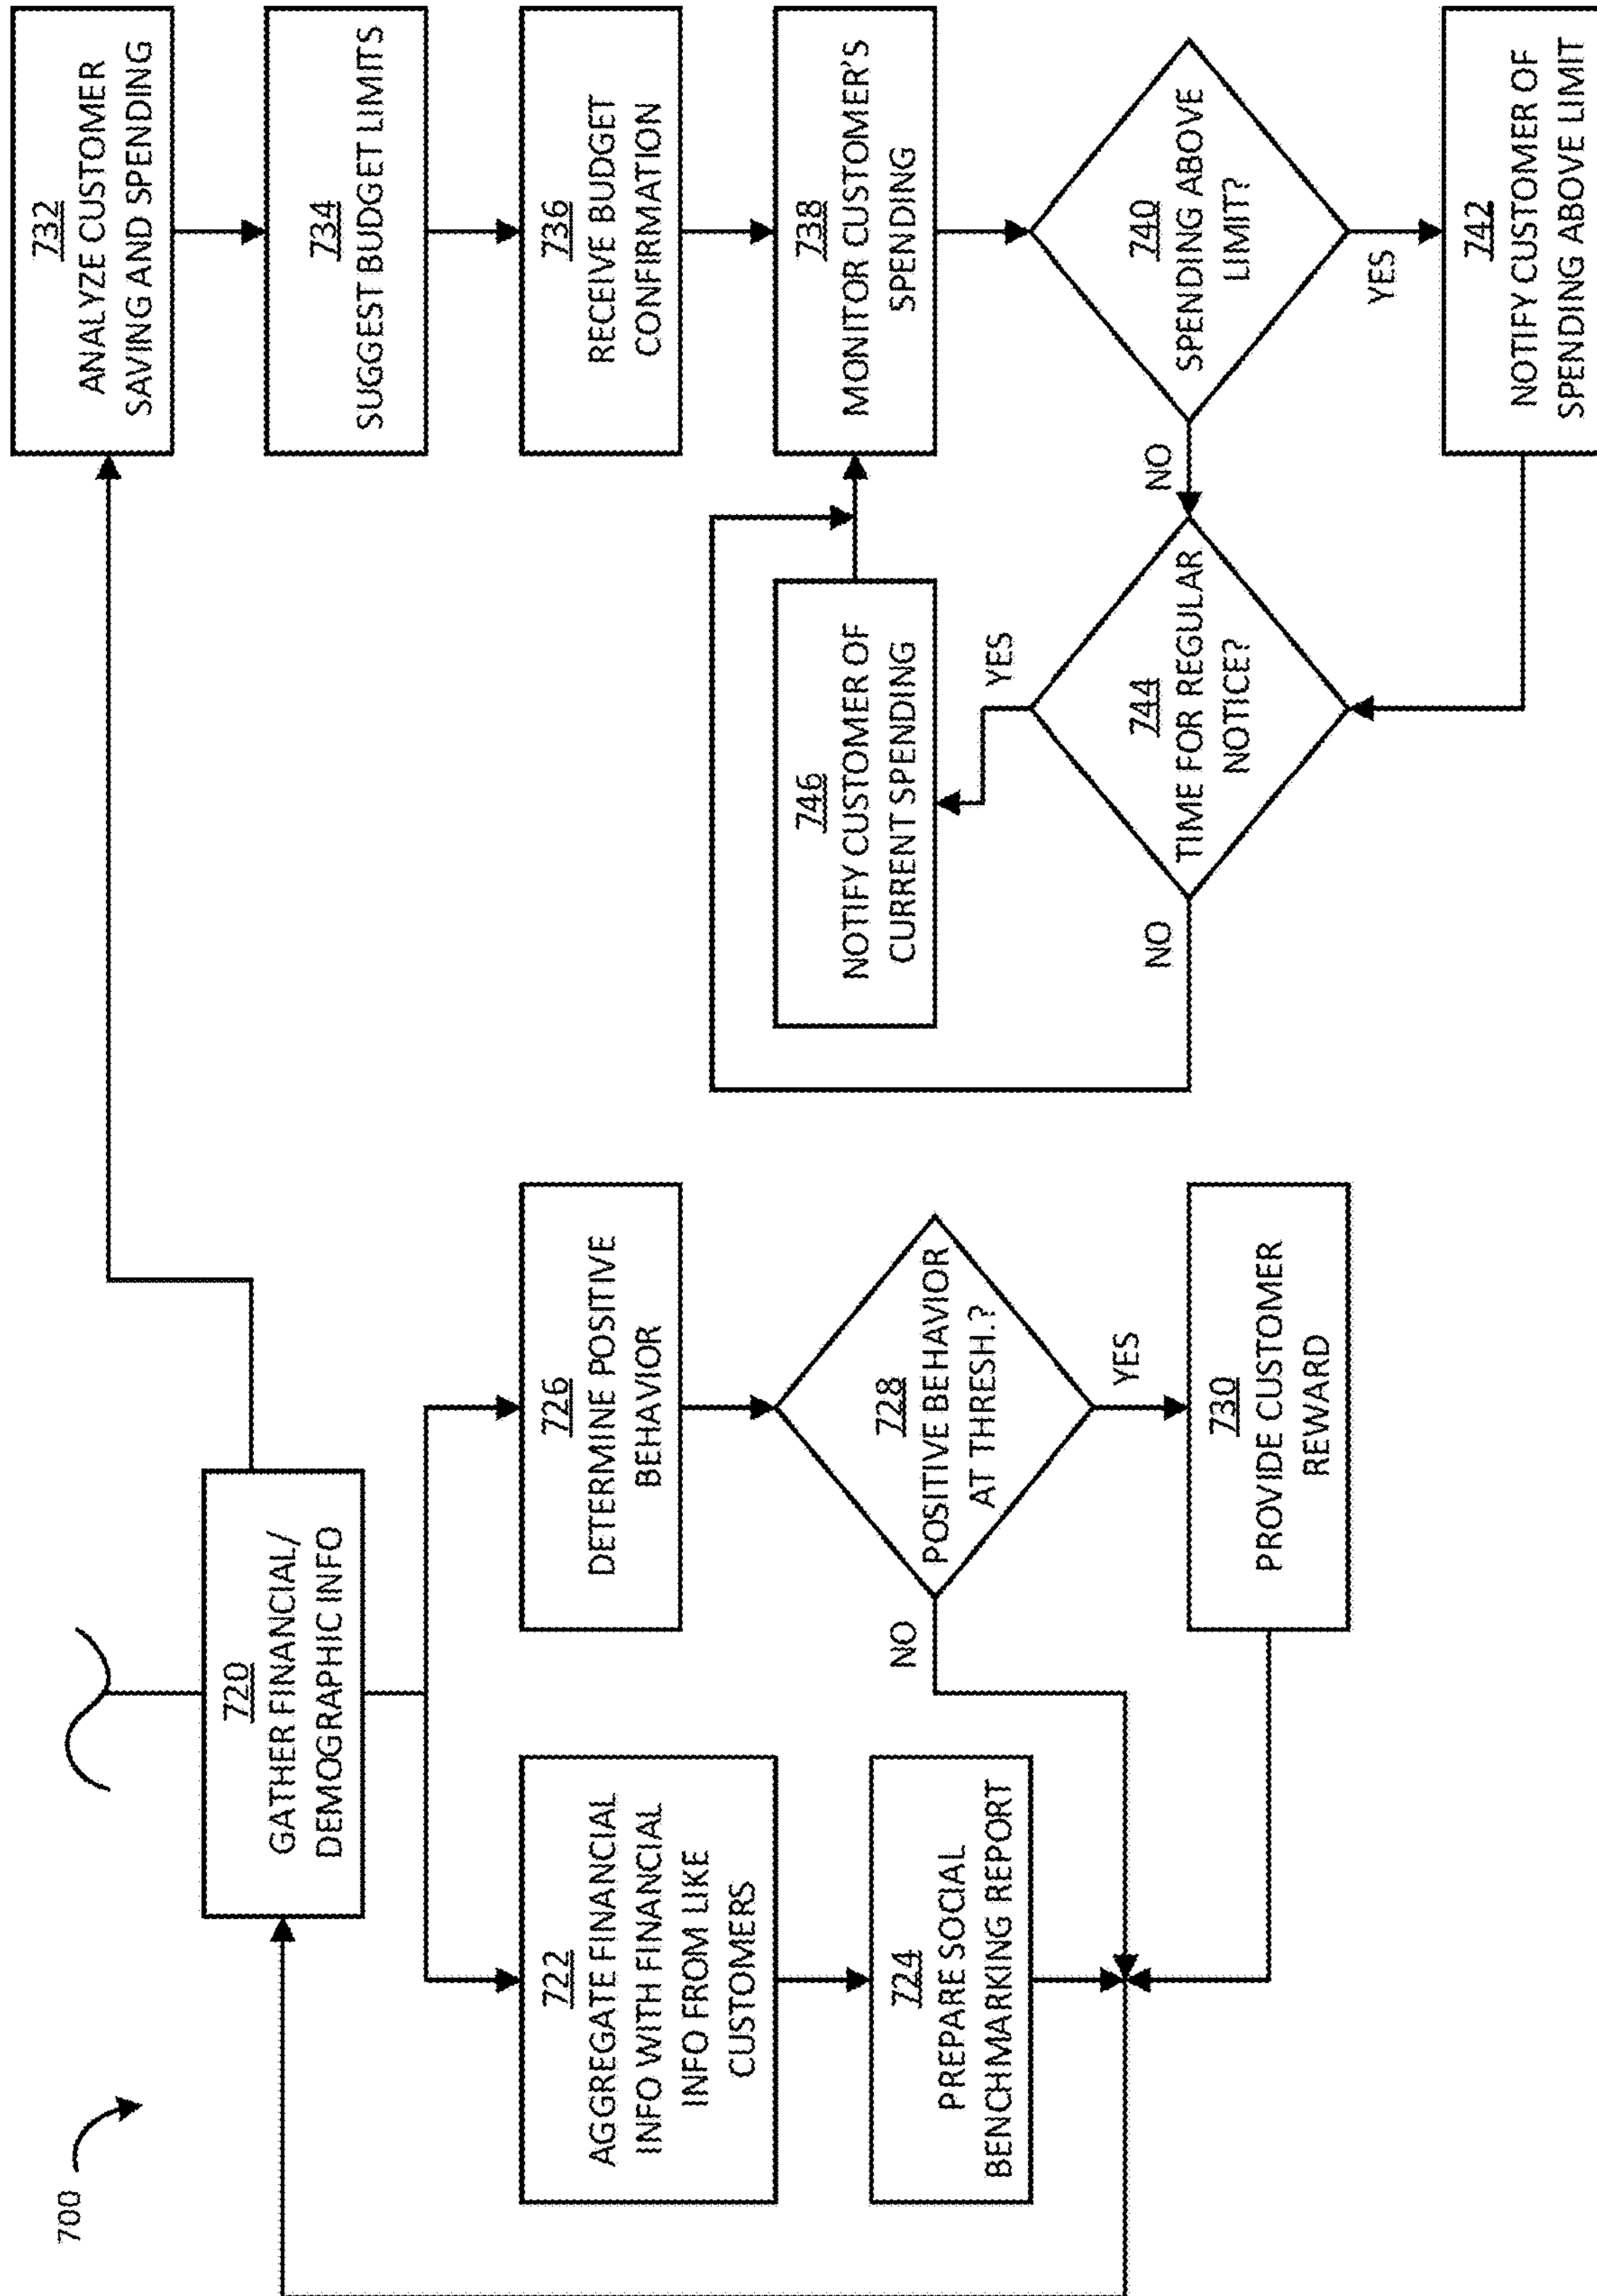 700
720
GATHER FINANCIAL/
DEMOGRAPHIC INFO
722
AGGREGATE FINANCIAL
INFO WITH FINANCIAL
INFO FROM LIKE
CUSTOMERS
724
PREPARE SOCIAL
BENCHMARKING REPORT
726
DETERMINE POSITIVE
BEHAVIOR
728
POSITIVE BEHAVIOR
AT THRESH.?
NO
YES
730
PROVIDE CUSTOMER
REWARD
732
ANALYZE CUSTOMER
SAVING AND SPENDING
734
SUGGEST BUDGET LIMITS
736
RECEIVE BUDGET
CONFIRMATION
738
MONITOR CUSTOMER'S
SPENDING
740
SPENDING ABOVE
LIMIT?
NO
YES
742
NOTIFY CUSTOMER OF
SPENDING ABOVE LIMIT
744
TIME FOR REGULAR
NOTICE?
YES
NO
746
NOTIFY CUSTOMER OF
CURRENT SPENDING